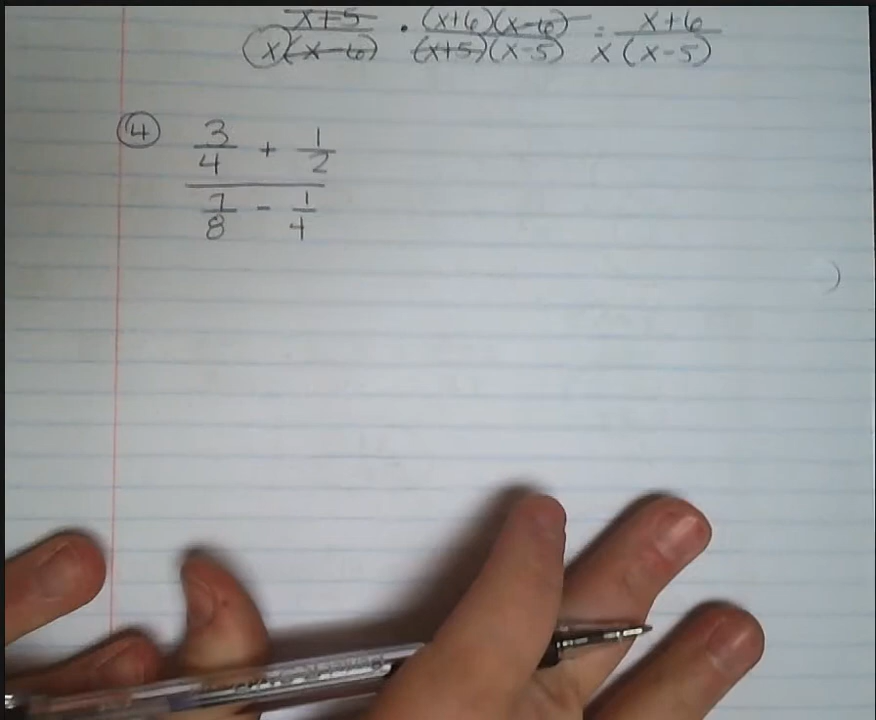 x+5 / x(x-6) · (x+6)(x-6) / (x+5)(x-5) = x+6 / x(x-5)
④ (3/4 + 1/2) / (7/8 - 1/4)
)